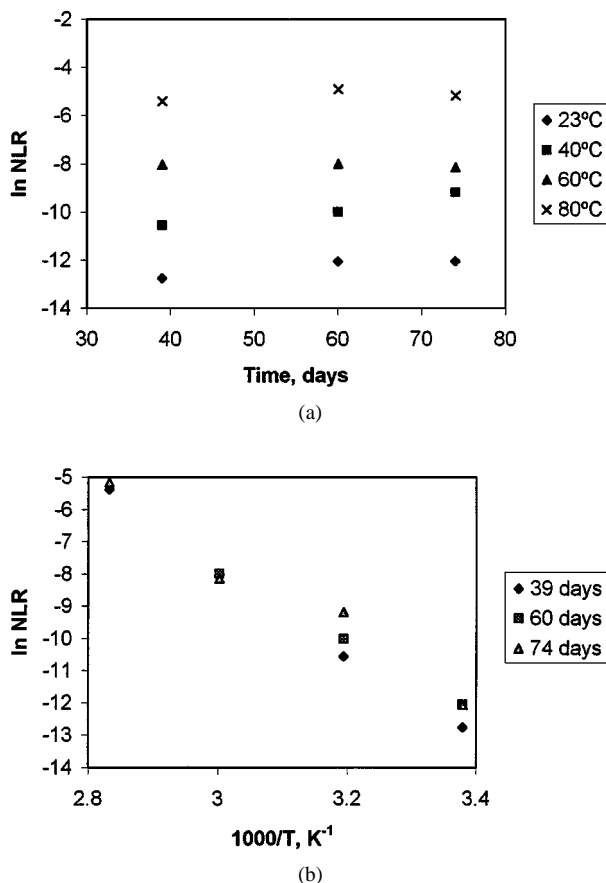 -2
-4
-6
-8
-10
-12
-14
ln NLR
30 40 50 60 70 80
Time, days
23ºC
40ºC
60ºC
80ºC
(a)
-5
-6
-7
-8
-9
-10
-11
-12
-13
-14
ln NLR
2.8 3 3.2 3.4
1000/T, K⁻¹
39 days
60 days
74 days
(b)